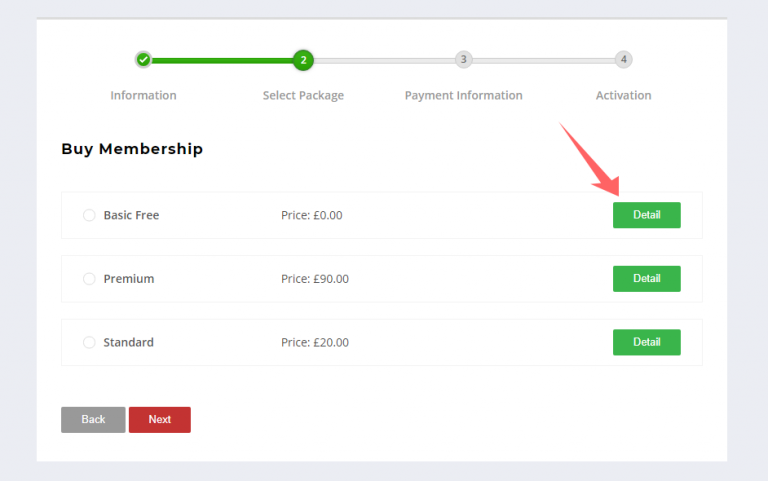 2 3 4
Information Select Package Payment Information Activation
Buy Membership
Basic Free Price: £0.00 Detail
Premium Price: £90.00 Detail
Standard Price: £20.00 Detail
Back Next